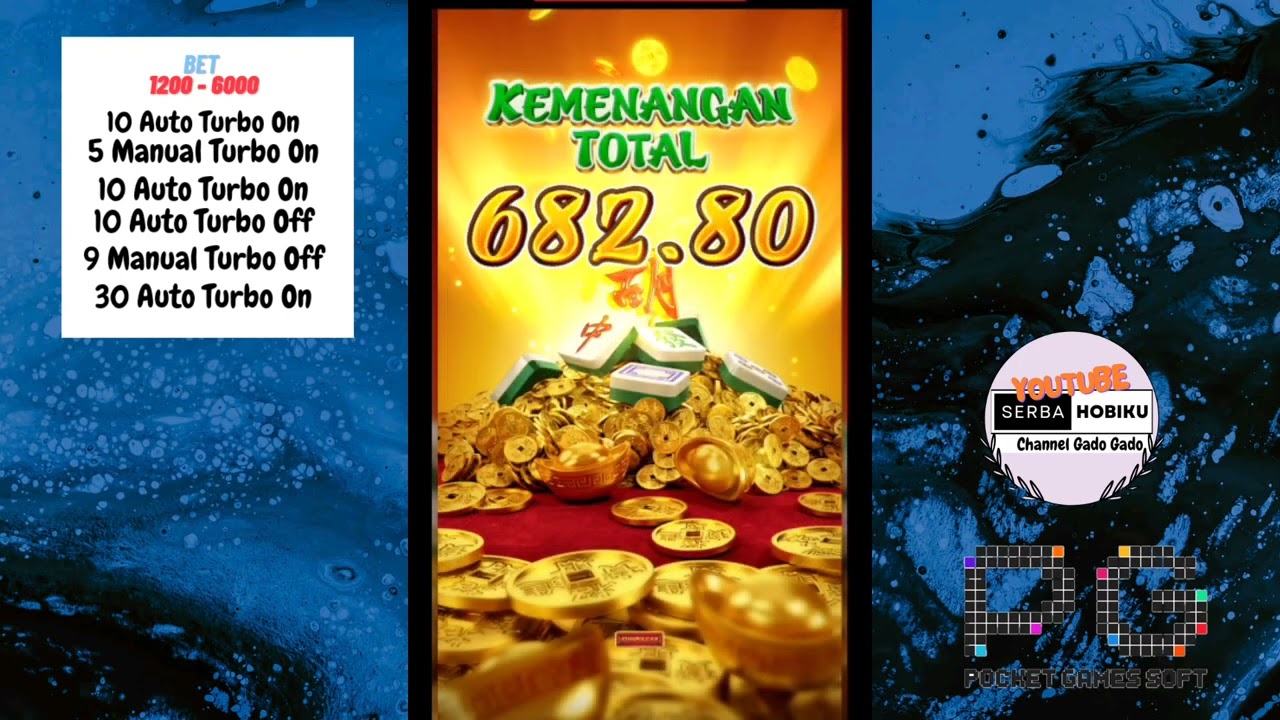 BET
1200 - 6000
10 Auto Turbo On
5 Manual Turbo On
10 Auto Turbo On
10 Auto Turbo Off
9 Manual Turbo Off
30 Auto Turbo On
KEMENANGAN
TOTAL
682.80
中
YOUTUBE
SERBA HOBIKU
Channel Gado Gado
PG
POCKET GAMES SOFT